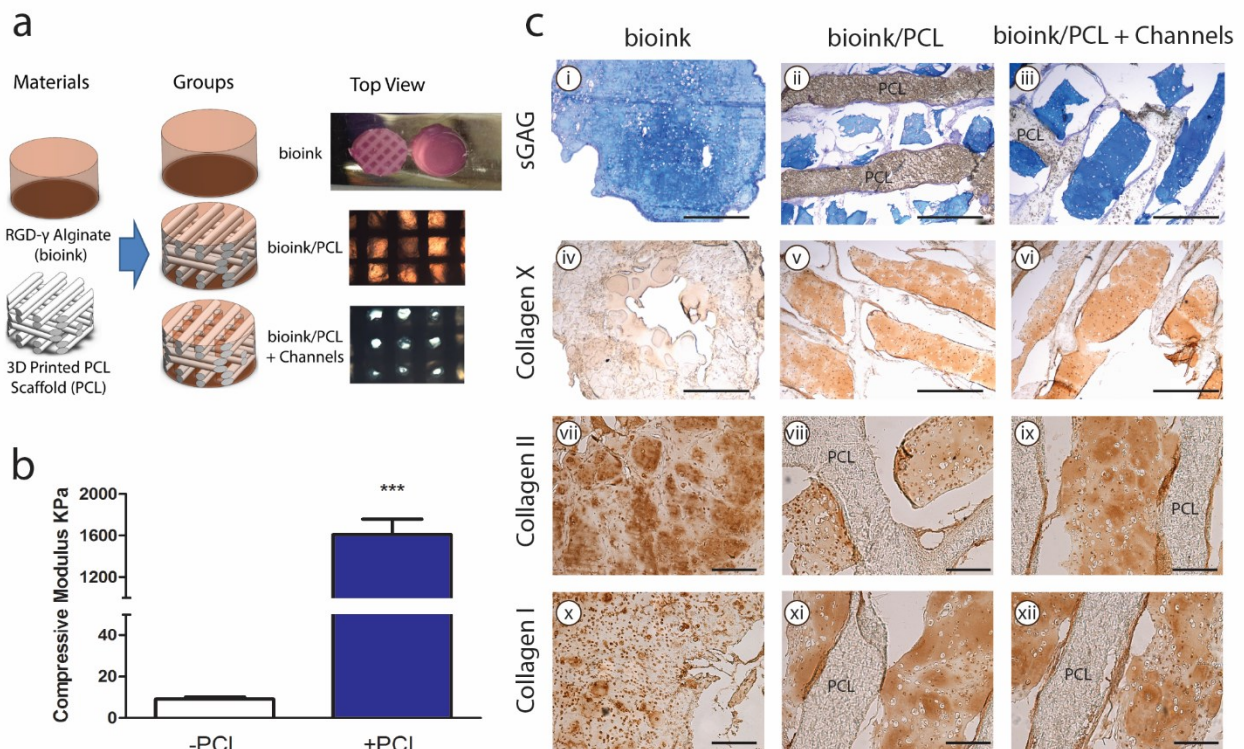 a
Materials
Groups
Top View
bioink
RGD-γ Alginate
(bioink)
bioink/PCL
bioink/PCL
+ Channels
3D Printed PCL
Scaffold (PCL)
b
Compressive Modulus KPa
2000
1600
1200
40
20
0
***
-PCL
+PCL
c
bioink
bioink/PCL
bioink/PCL + Channels
sGAG
i
ii
PCL
PCL
iii
PCL
Collagen X
iv
v
vi
Collagen II
vii
viii
PCL
ix
PCL
Collagen I
x
xi
PCL
xii
PCL